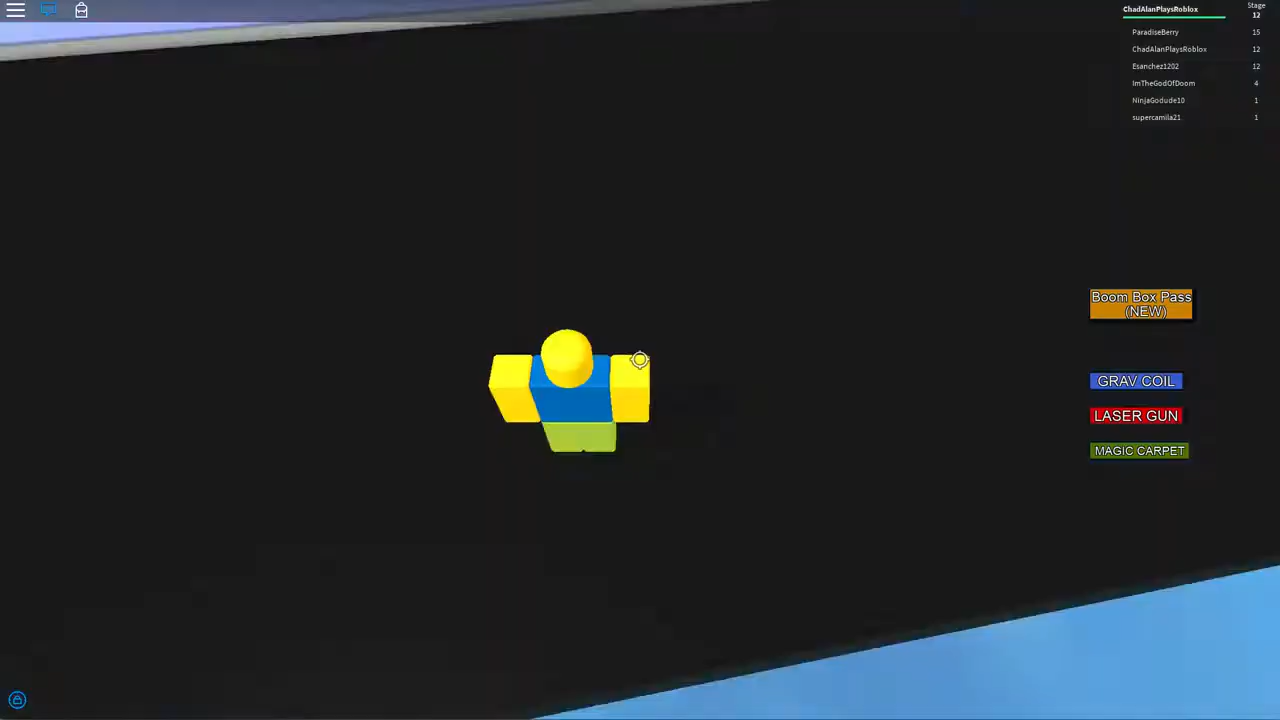 ChadAlanPlaysRoblox
Stage
12
ParadiseBerry 15
ChadAlanPlaysRoblox 12
Esanchez1202 12
ImTheGodOfDoom 4
NinjaGodude10 1
supercamila21 1
Boom Box Pass
(NEW)
GRAV COIL
LASER GUN
MAGIC CARPET